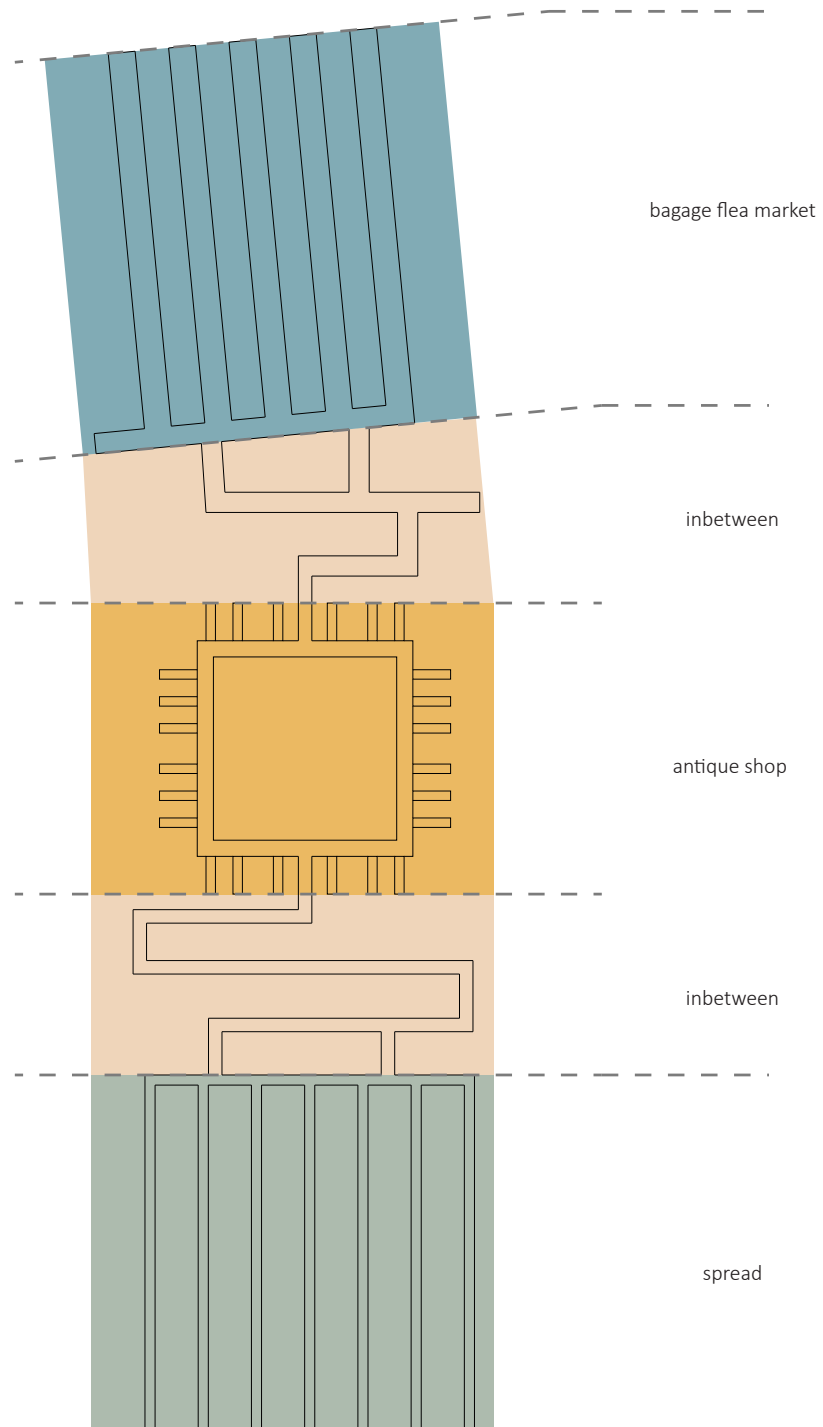 bagage flea market
inbetween
antique shop
inbetween
spread